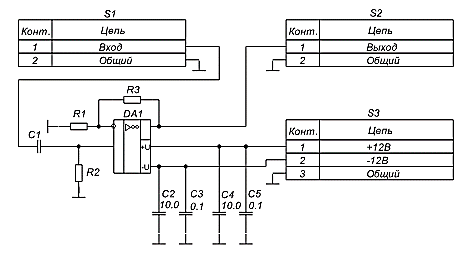 S1
Конт. Цепь
1 Вход
2 Общий
S2
Конт. Цепь
1 Выход
2 Общий
R3
R1
DA1
C1
+U
-U
R2
S3
Конт. Цепь
1 +12В
2 -12В
3 Общий
C2 C3 C4 C5
10.0 0.1 10.0 0.1